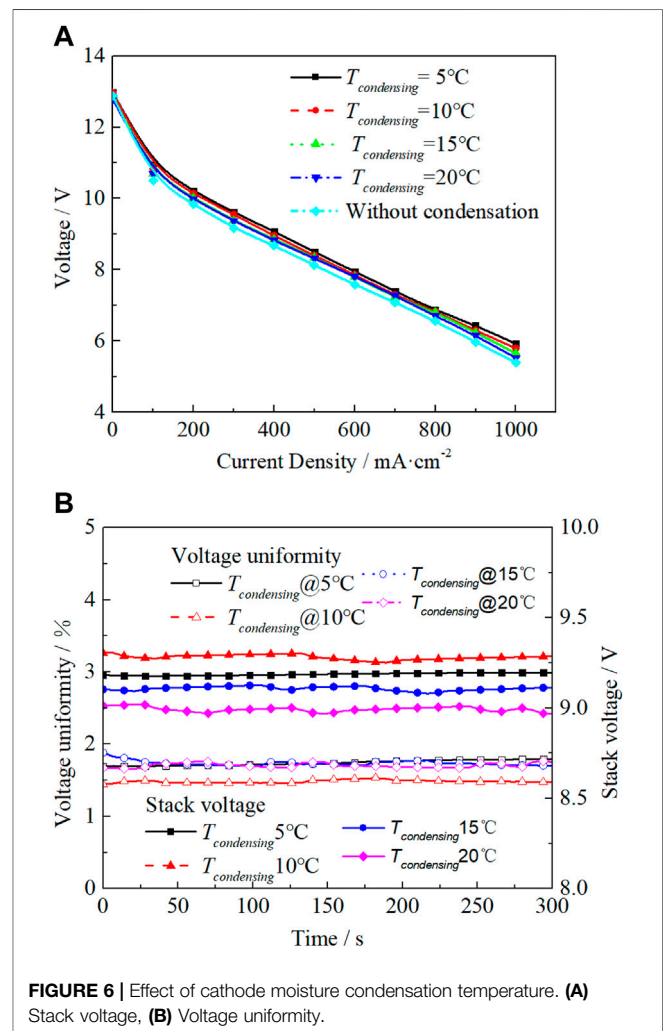 A
14
12
10
8
6
4
Voltage / V
T_condensing = 5℃
T_condensing=10℃
T_condensing=15℃
T_condensing=20℃
Without condensation
0 200 400 600 800 1000
Current Density / mA·cm⁻²
B
5
4
3
2
1
0
Voltage uniformity / %
10.0
9.5
9.0
8.5
8.0
Stack voltage / V
Voltage uniformity
T_condensing@5℃
T_condensing@10℃
T_condensing@15℃
T_condensing@20℃
Stack voltage
T_condensing5℃
T_condensing10℃
T_condensing15℃
T_condensing20℃
0 50 100 150 200 250 300
Time / s
FIGURE 6 | Effect of cathode moisture condensation temperature. (A)
Stack voltage, (B) Voltage uniformity.